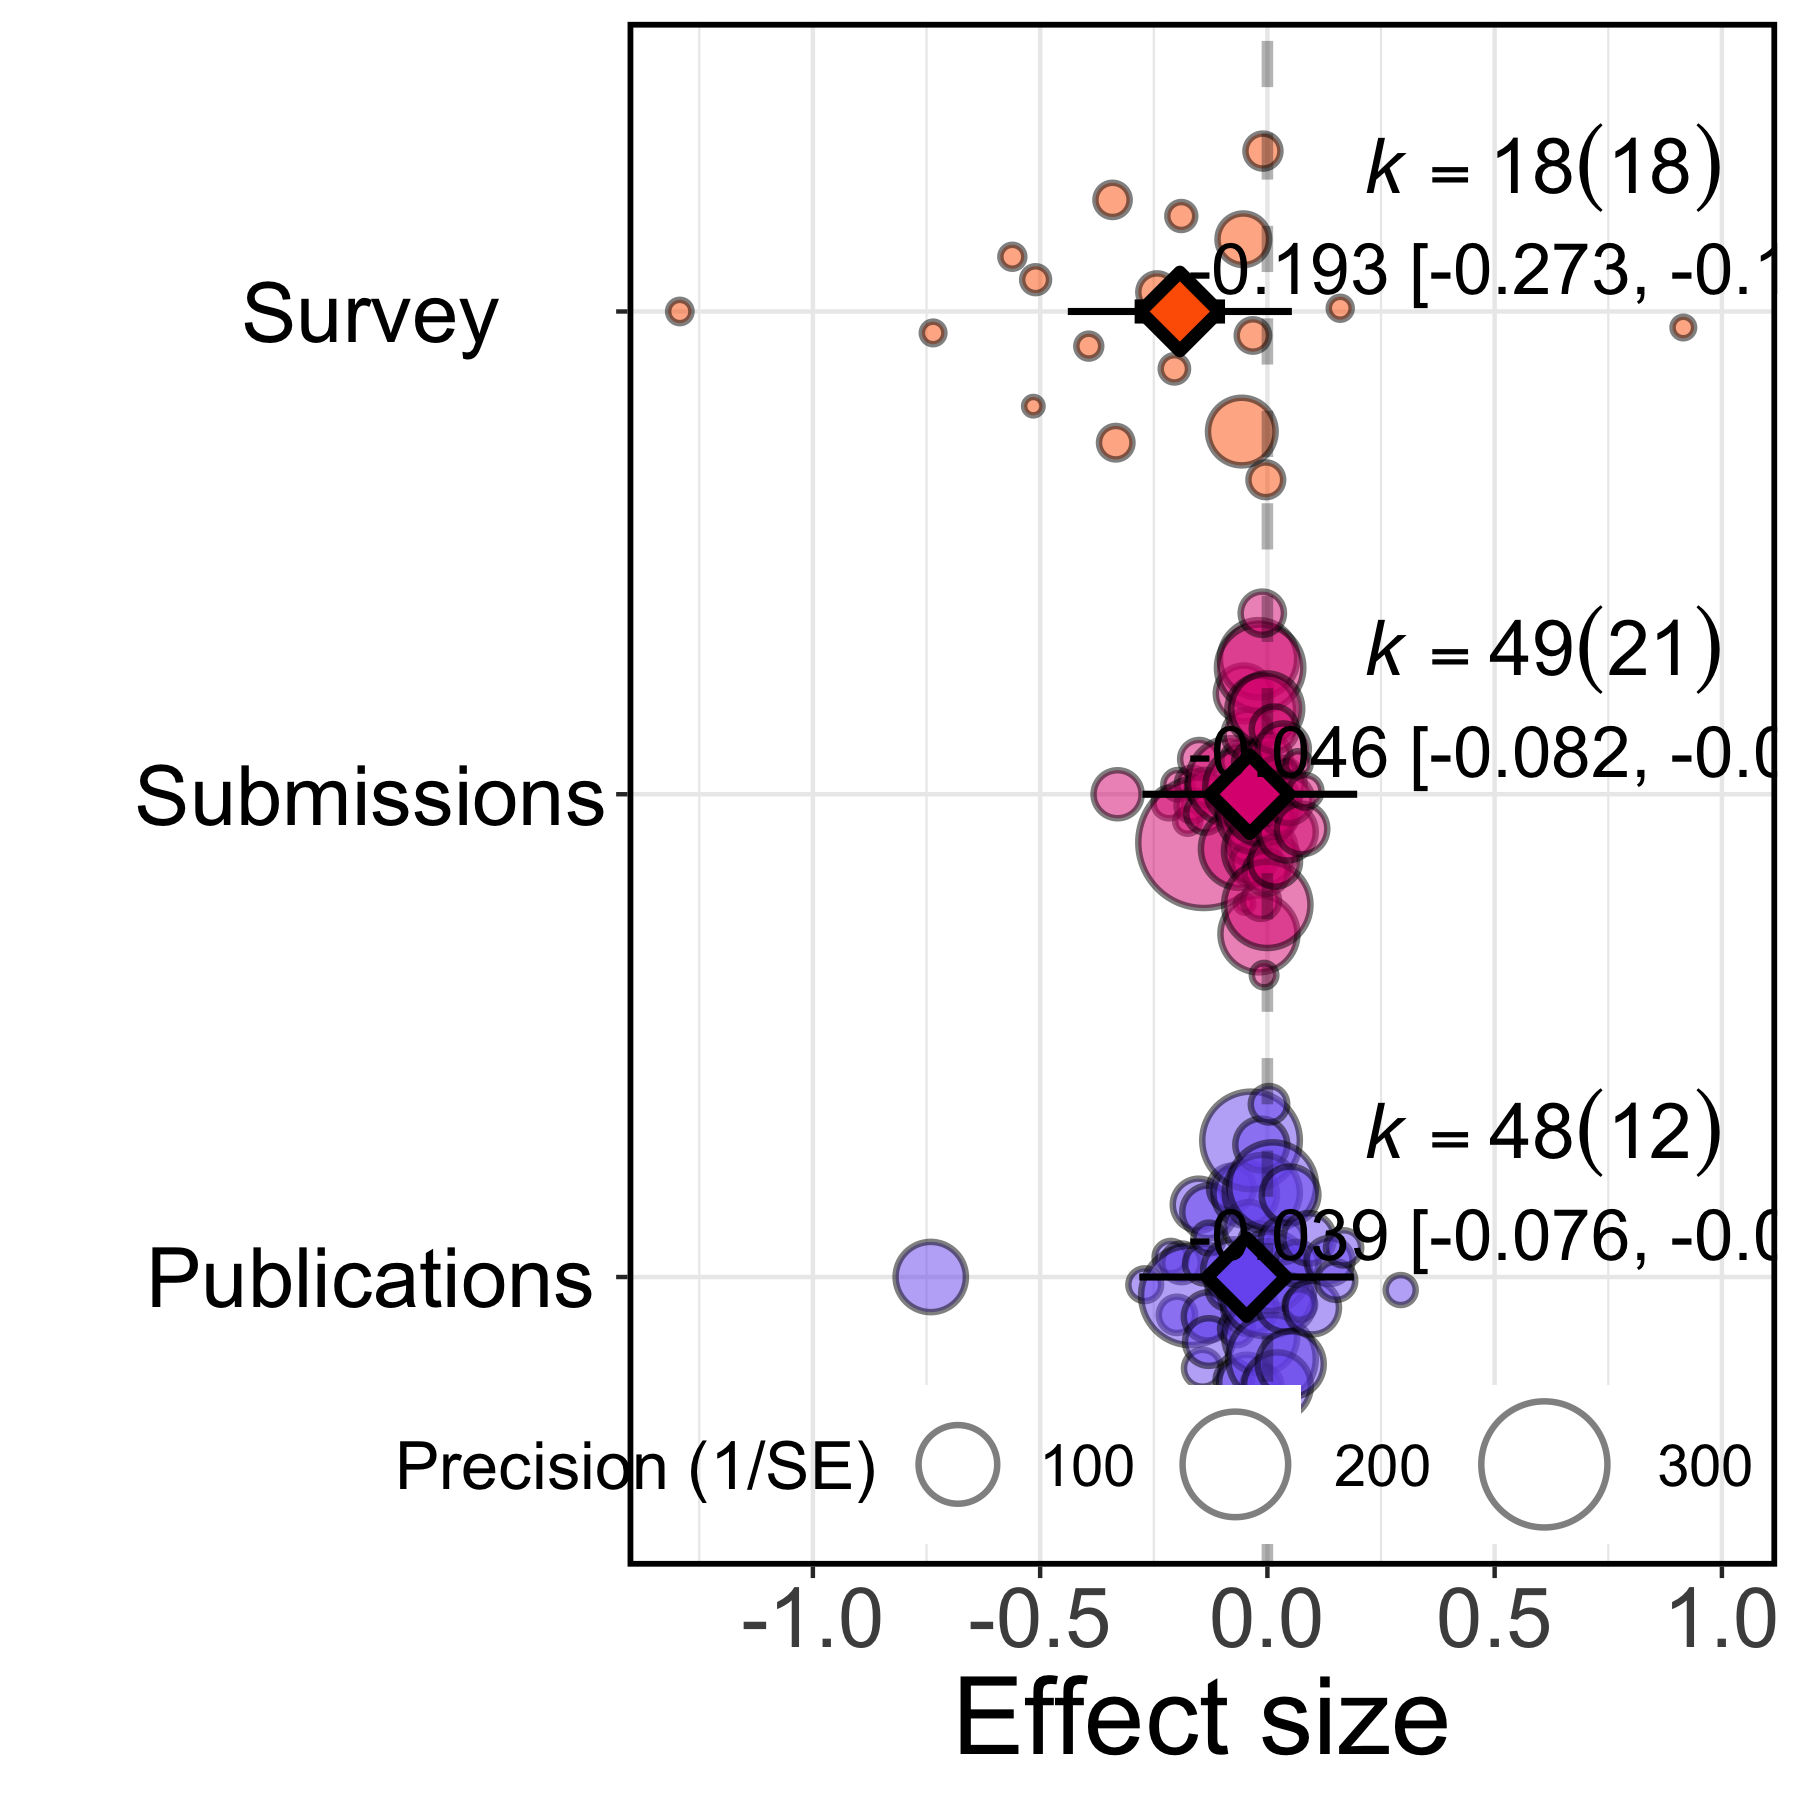 k = 18(18)
-0.193 [-0.273, -0.1
Survey
k = 49(21)
-0.046 [-0.082, -0.0
Submissions
k = 48(12)
-0.039 [-0.076, -0.0
Publications
Precision (1/SE) 100 200 300
-1.0 -0.5 0.0 0.5 1.0
Effect size